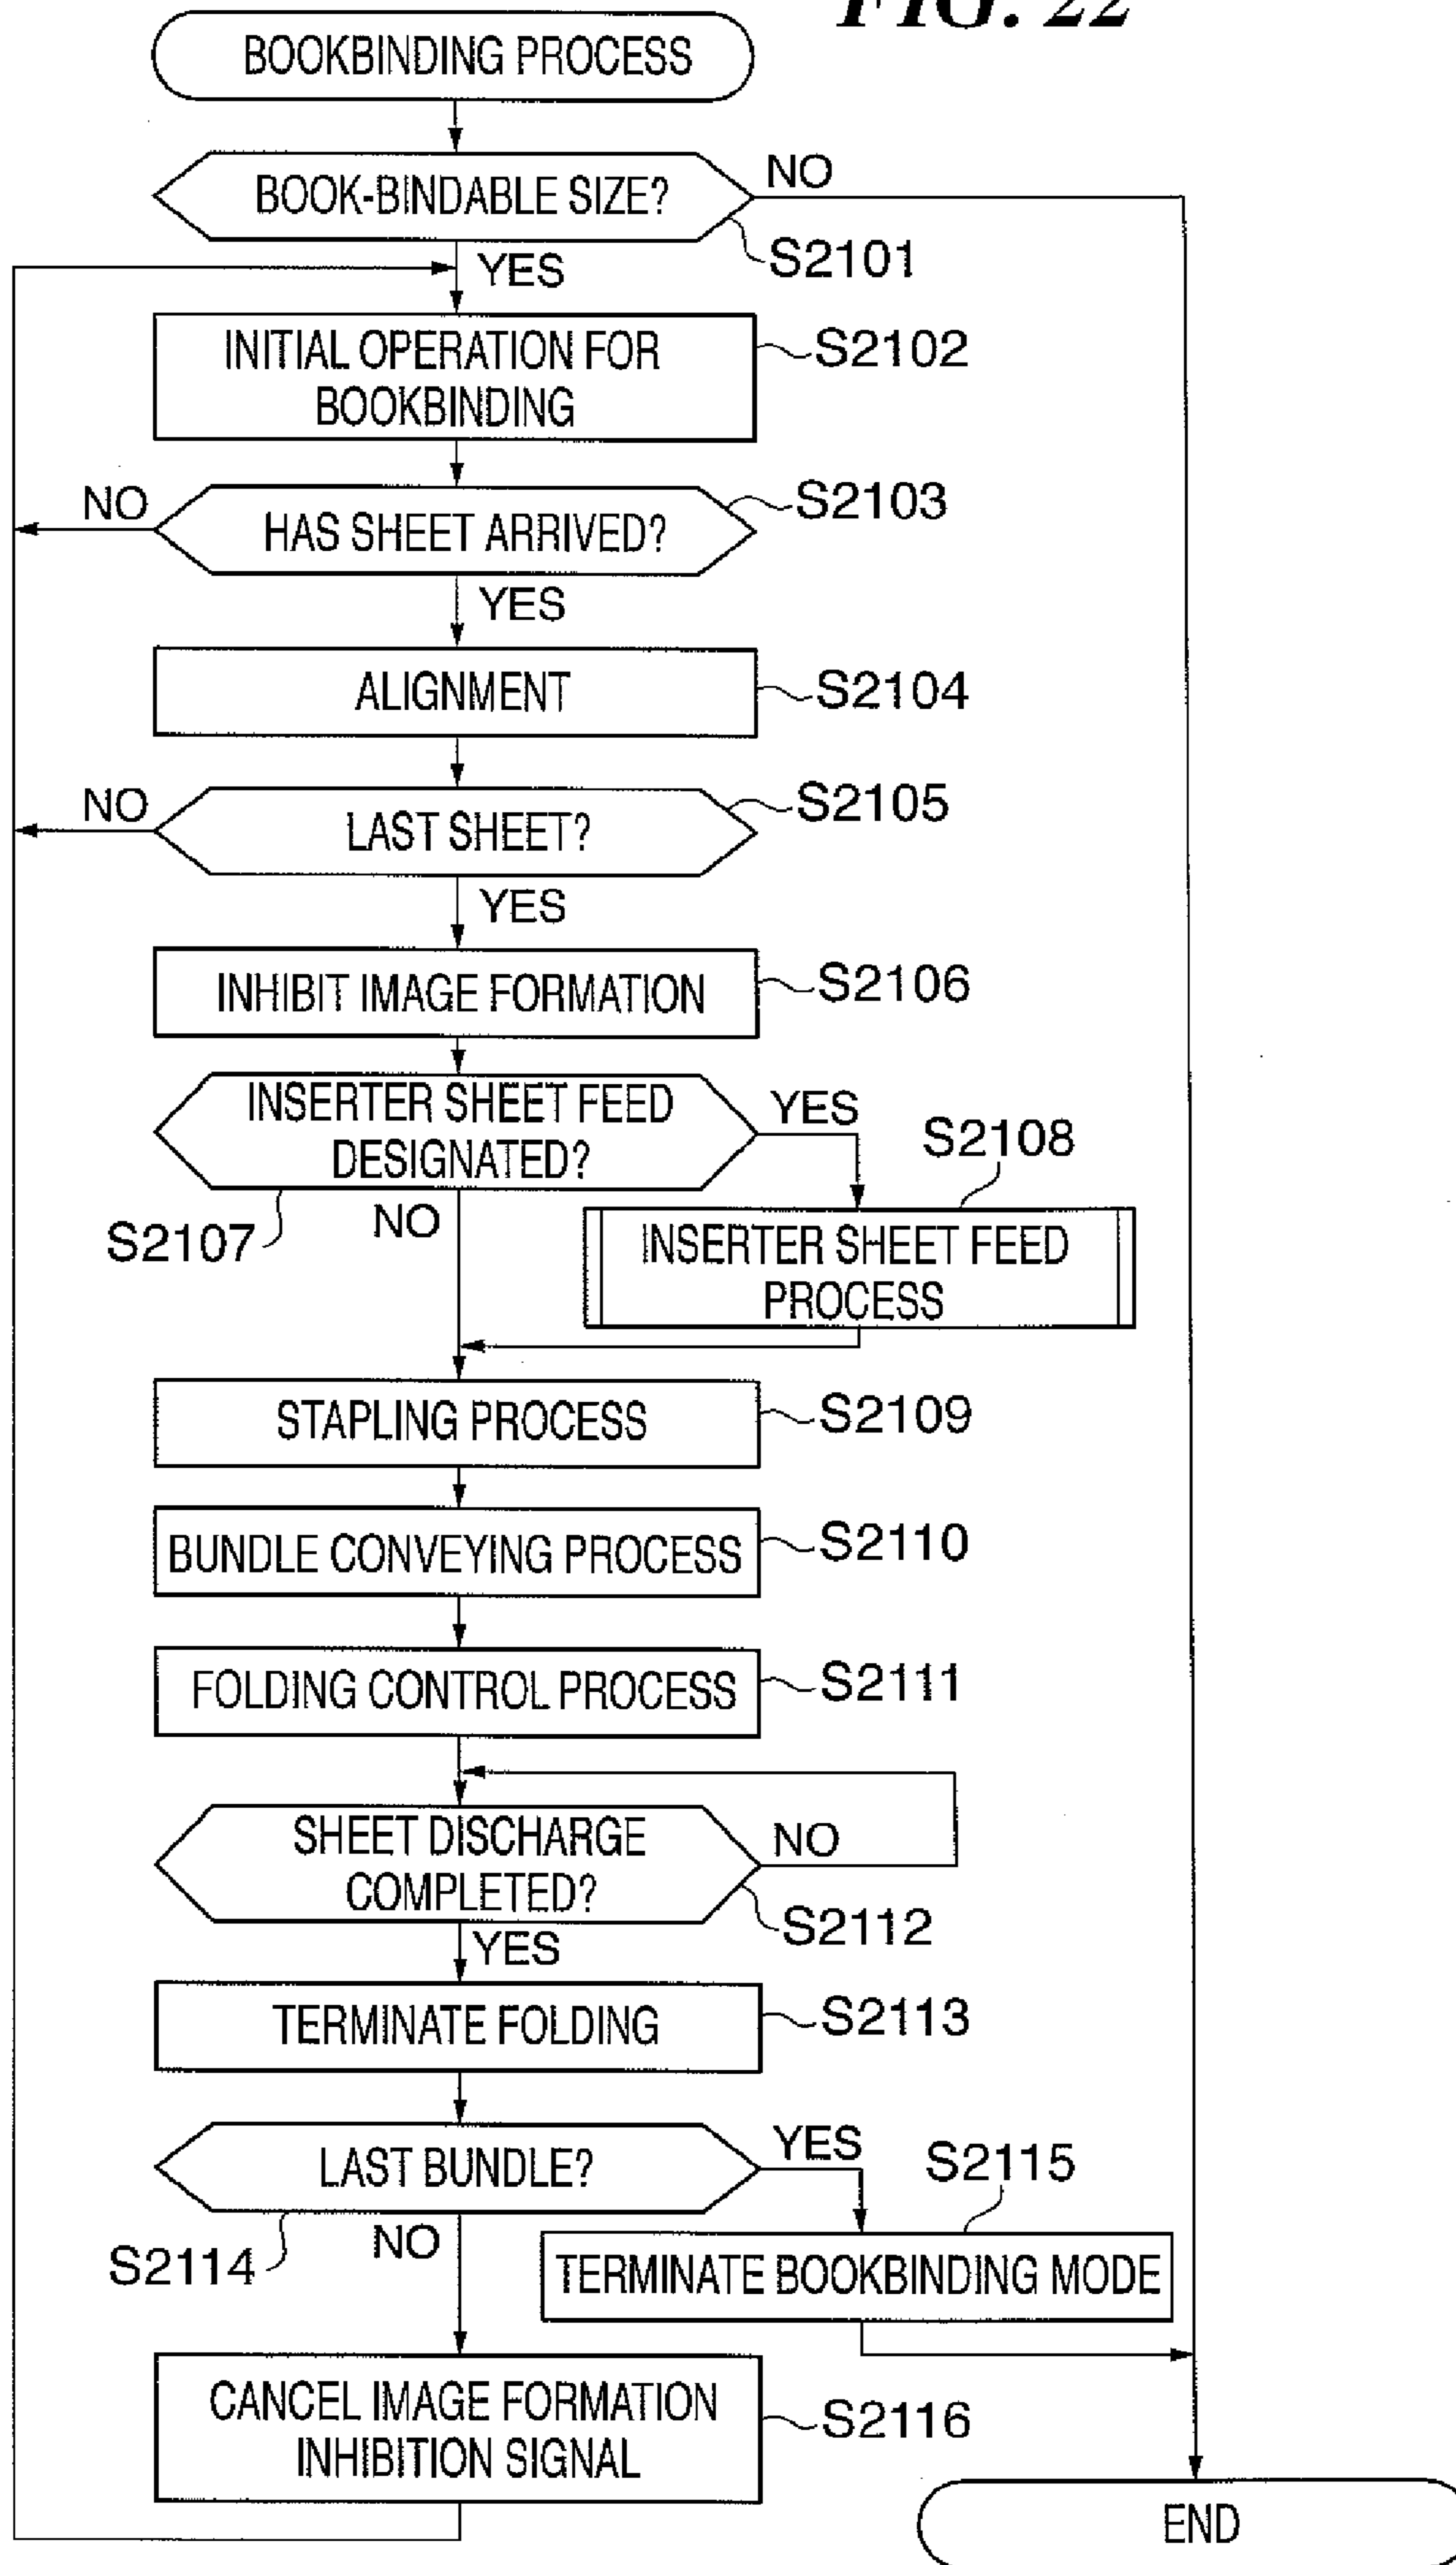 FIG. 22
BOOKBINDING PROCESS
BOOK-BINDABLE SIZE?
NO
S2101
YES
INITIAL OPERATION FOR
BOOKBINDING
S2102
NO
HAS SHEET ARRIVED?
S2103
YES
ALIGNMENT
S2104
NO
LAST SHEET?
S2105
YES
INHIBIT IMAGE FORMATION
S2106
INSERTER SHEET FEED
DESIGNATED?
YES
S2108
S2107
NO
INSERTER SHEET FEED
PROCESS
STAPLING PROCESS
S2109
BUNDLE CONVEYING PROCESS
S2110
FOLDING CONTROL PROCESS
S2111
SHEET DISCHARGE
COMPLETED?
NO
S2112
YES
TERMINATE FOLDING
S2113
LAST BUNDLE?
YES
S2115
S2114
NO
TERMINATE BOOKBINDING MODE
CANCEL IMAGE FORMATION
INHIBITION SIGNAL
S2116
END